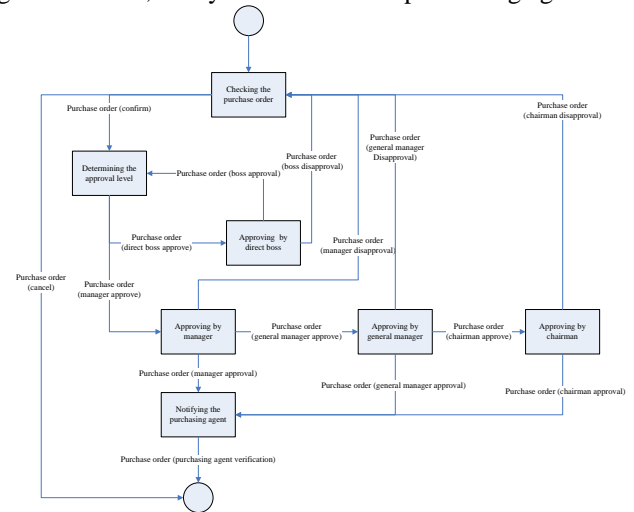 Checking the
purchase order
Purchase order (confirm)
Purchase order
(chairman disapproval)
Purchase order
(general manager
Disapproval)
Purchase order
(boss disapproval)
Determining the
approval level
Purchase order (boss approval)
Purchase order
(direct boss approve)
Approving by
direct boss
Purchase order
(manager disapproval)
Purchase order
(cancel)
Purchase order
(manager approve)
Approving by
manager
Purchase order
(general manager approve)
Approving by
general manager
Purchase order
(chairman approve)
Approving by
chairman
Purchase order (manager approval)
Purchase order (general manager approval)
Purchase order (chairman approval)
Notifying the
purchasing agent
Purchase order (purchasing agent verification)